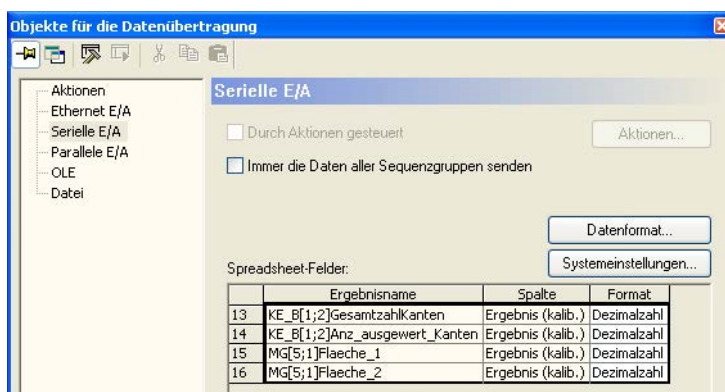 Objekte für die Datenübertragung
Aktionen
Ethernet E/A
Serielle E/A
Parallele E/A
OLE
Datei
Serielle E/A
Durch Aktionen gesteuert
Aktionen...
Immer die Daten aller Sequenzgruppen senden
Datenformat...
Systemeinstellungen...
Spreadsheet-Felder:
Ergebnisname Spalte Format
13 KE_B[1;2]GesamtzahlKanten Ergebnis (kalib.) Dezimalzahl
14 KE_B[1;2]Anz_ausgewert_Kanten Ergebnis (kalib.) Dezimalzahl
15 MG[5;1]Flaeche_1 Ergebnis (kalib.) Dezimalzahl
16 MG[5;1]Flaeche_2 Ergebnis (kalib.) Dezimalzahl